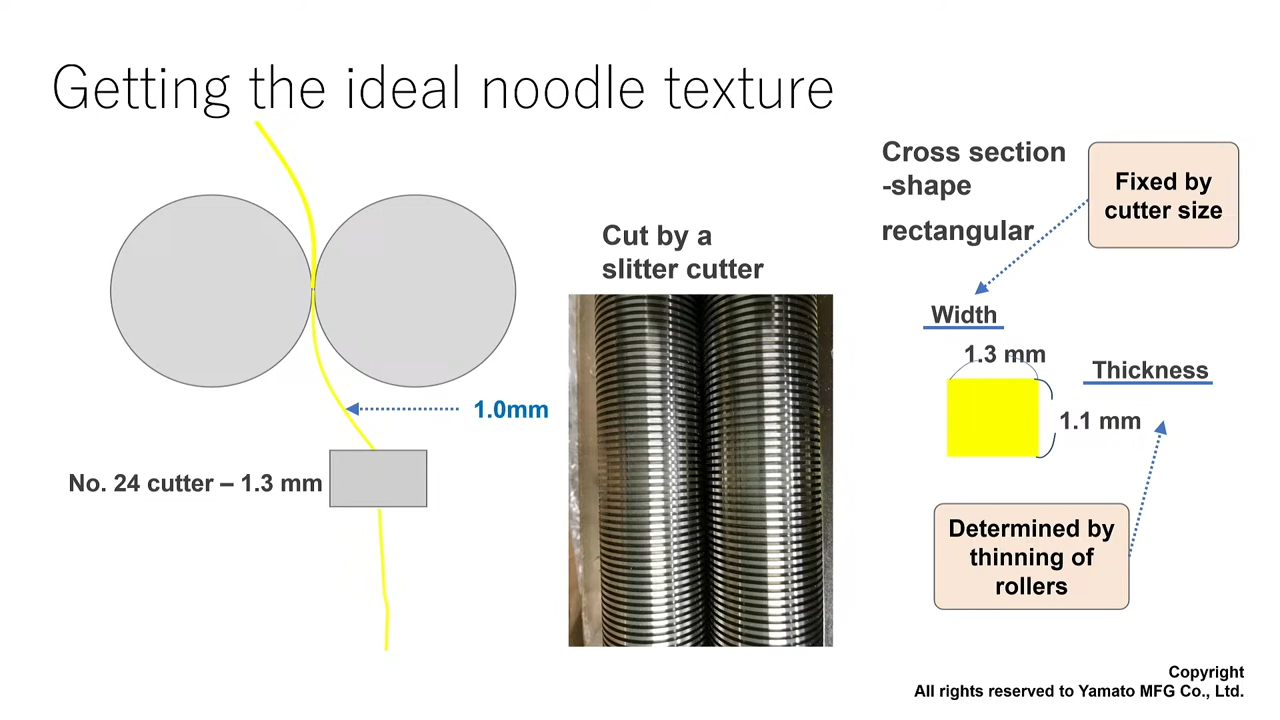 Getting the ideal noodle texture
1.0mm
No. 24 cutter – 1.3 mm
Cut by a
slitter cutter
Cross section
-shape
rectangular
Fixed by
cutter size
Width
1.3 mm
Thickness
1.1 mm
Determined by
thinning of
rollers
Copyright
All rights reserved to Yamato MFG Co., Ltd.